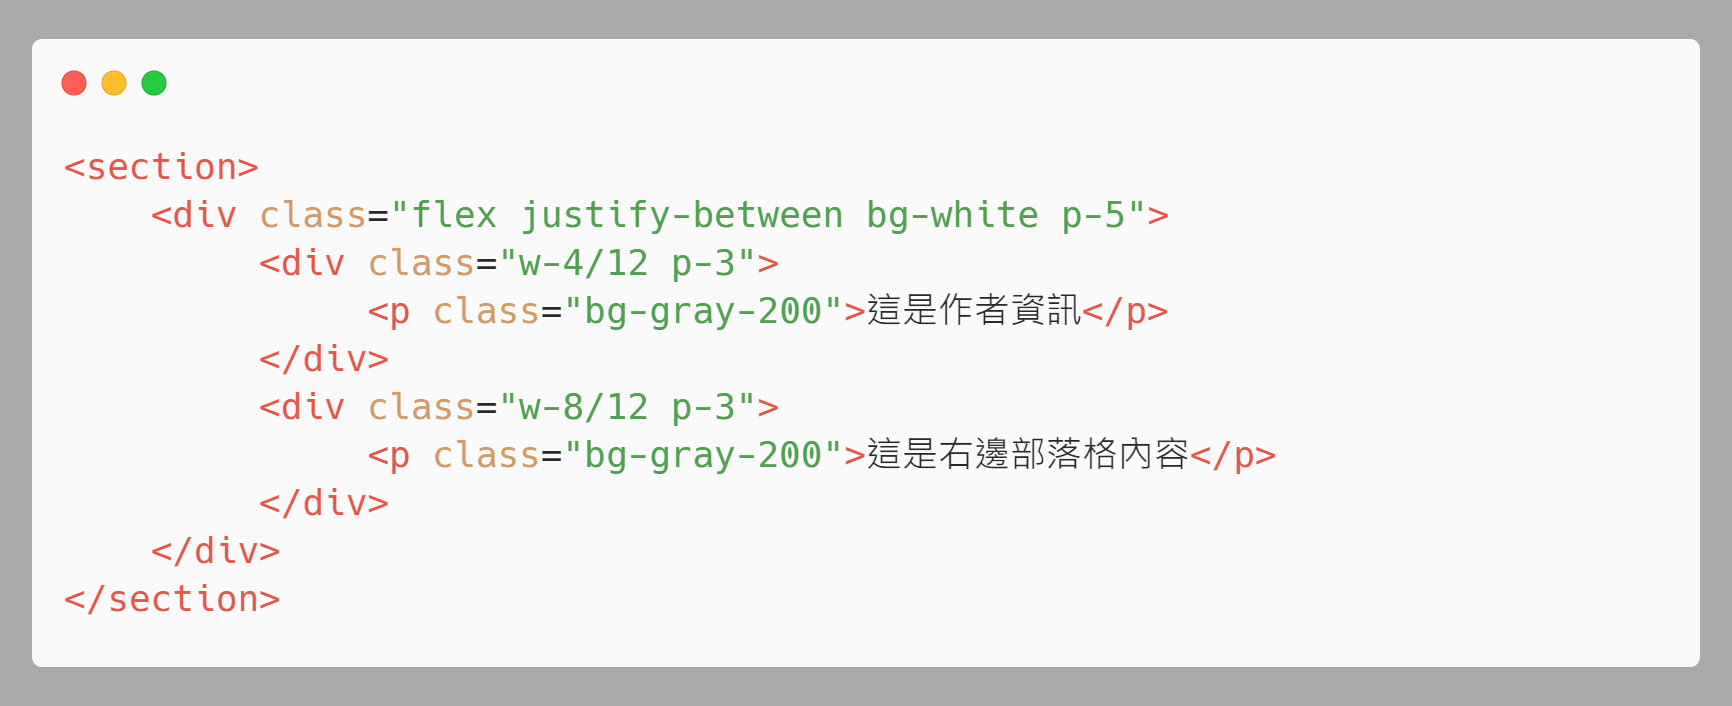 <section>
    <div class="flex justify-between bg-white p-5">
         <div class="w-4/12 p-3">
              <p class="bg-gray-200">這是作者資訊</p>
         </div>
         <div class="w-8/12 p-3">
              <p class="bg-gray-200">這是右邊部落格內容</p>
         </div>
    </div>
</section>